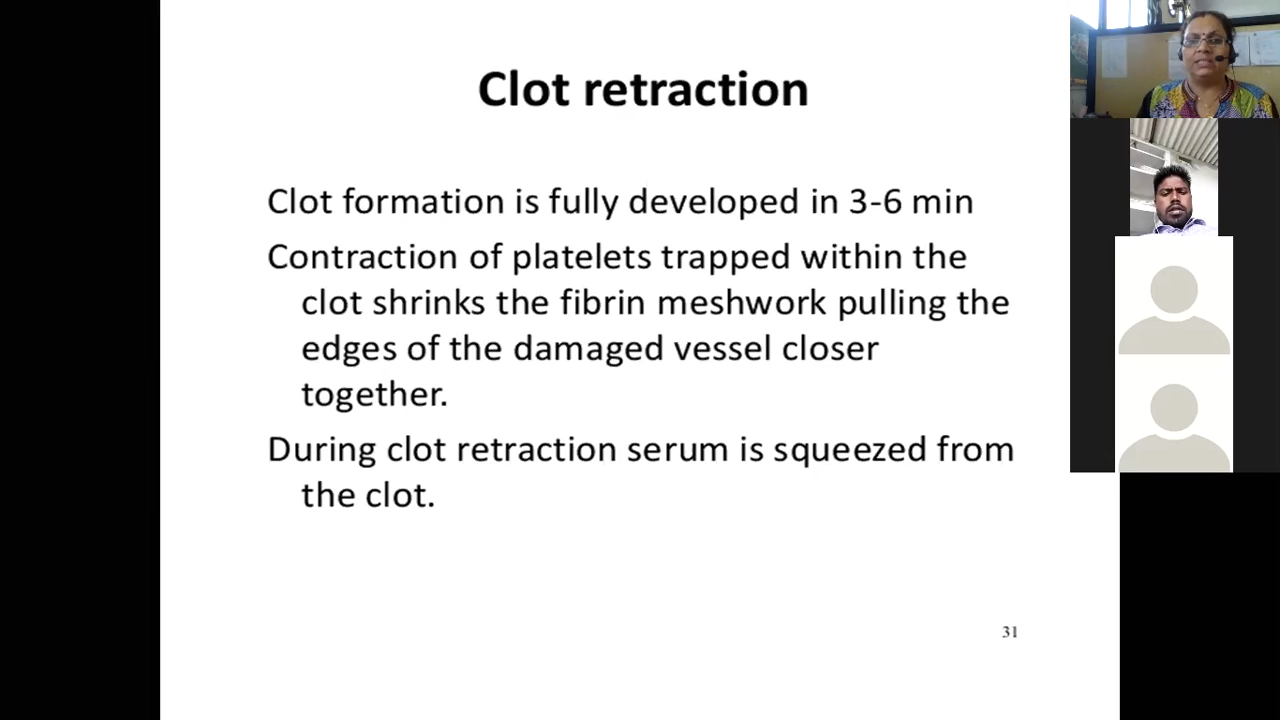 Clot retraction
Clot formation is fully developed in 3-6 min
Contraction of platelets trapped within the
clot shrinks the fibrin meshwork pulling the
edges of the damaged vessel closer
together.
During clot retraction serum is squeezed from
the clot.
31